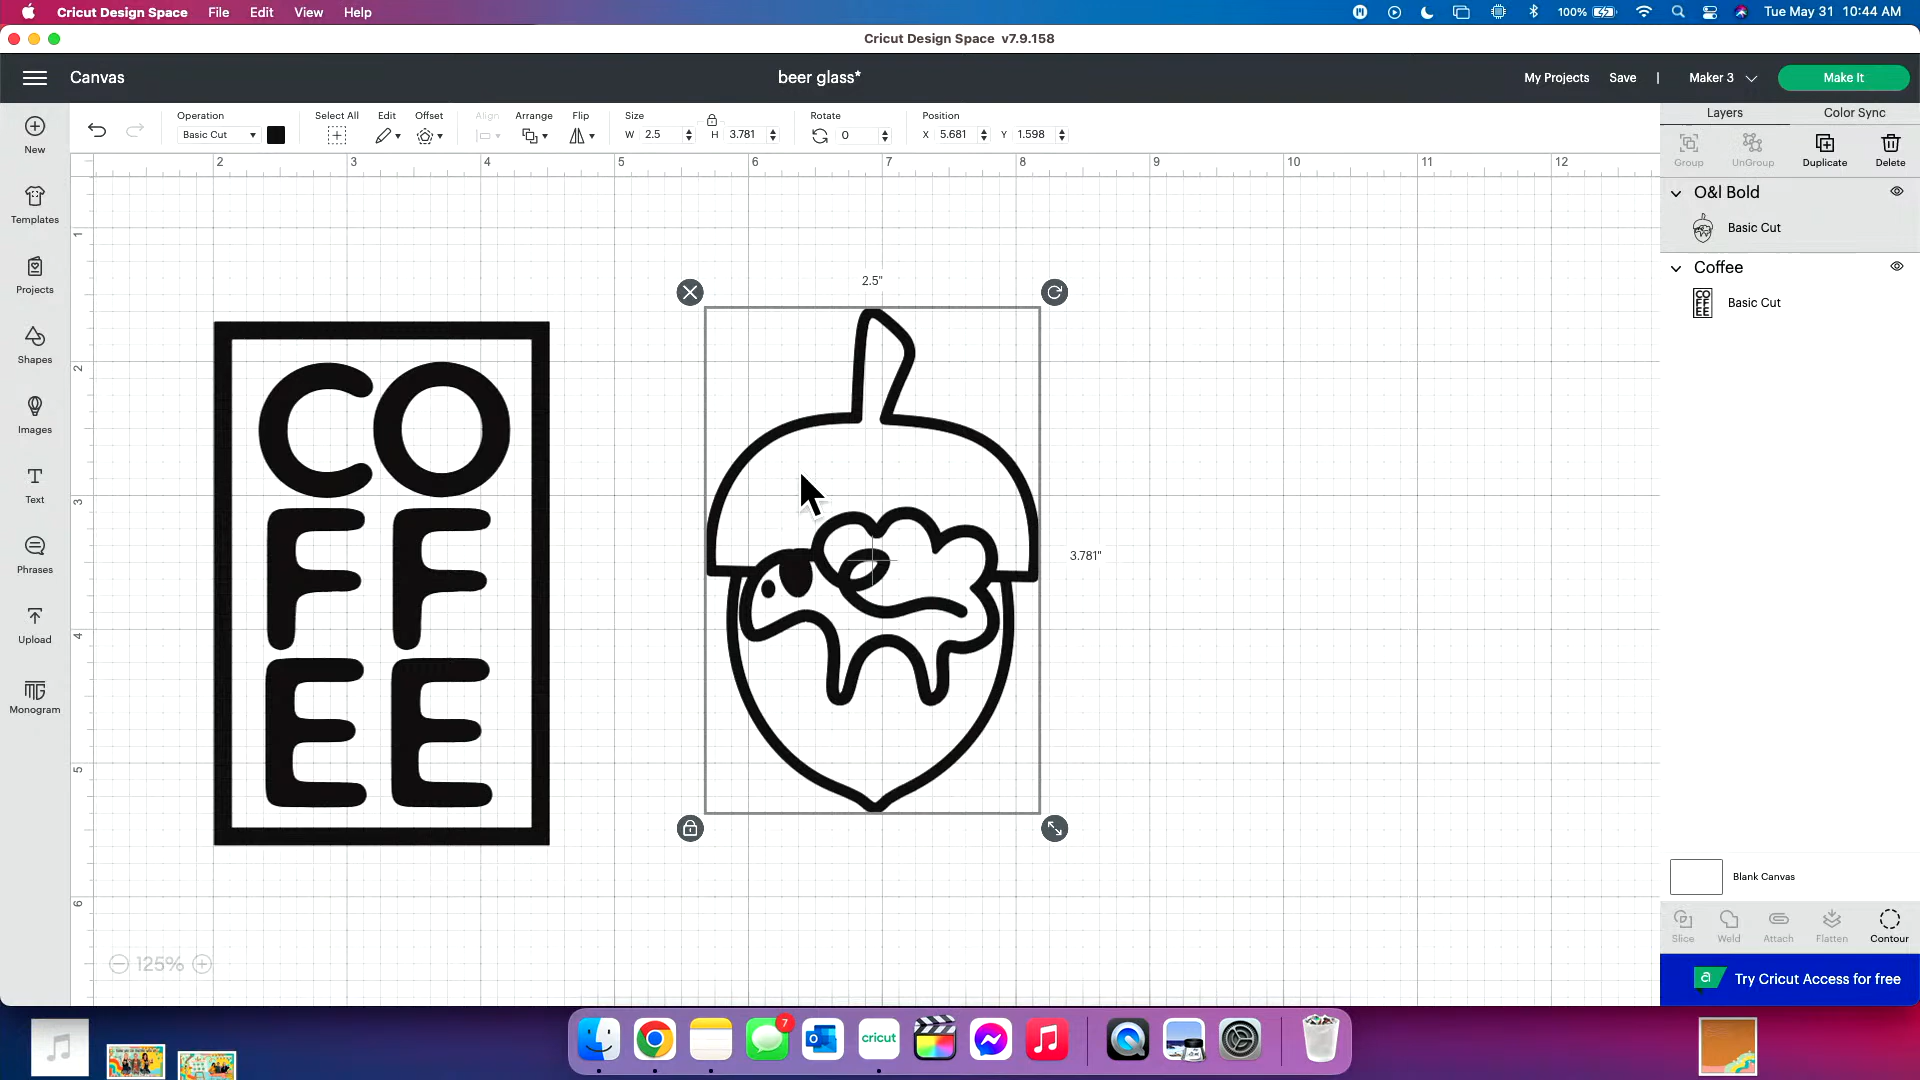 Cricut Design Space File Edit View Help 100% Tue May 31 10:44 AM
Cricut Design Space v7.9.158
Canvas beer glass* My Projects Save | Maker 3 Make It
Operation Select All Edit Offset Align Arrange Flip Size Rotate Position
Basic Cut W 2.5 H 3.781 0 X 5.681 Y 1.598
Layers Color Sync
Group UnGroup Duplicate Delete
New
Templates
Projects
Shapes
Images
Text
Phrases
Upload
Monogram
2 3 4 5 6 7 8 9 10 11 12
1
2
3
4
5
6
2.5"
3.781"
CO
FF
EE
125%
O&l Bold
Basic Cut
Coffee
CO
FF
EE
Basic Cut
Blank Canvas
Slice Weld Attach Flatten Contour
a Try Cricut Access for free
7
cricut